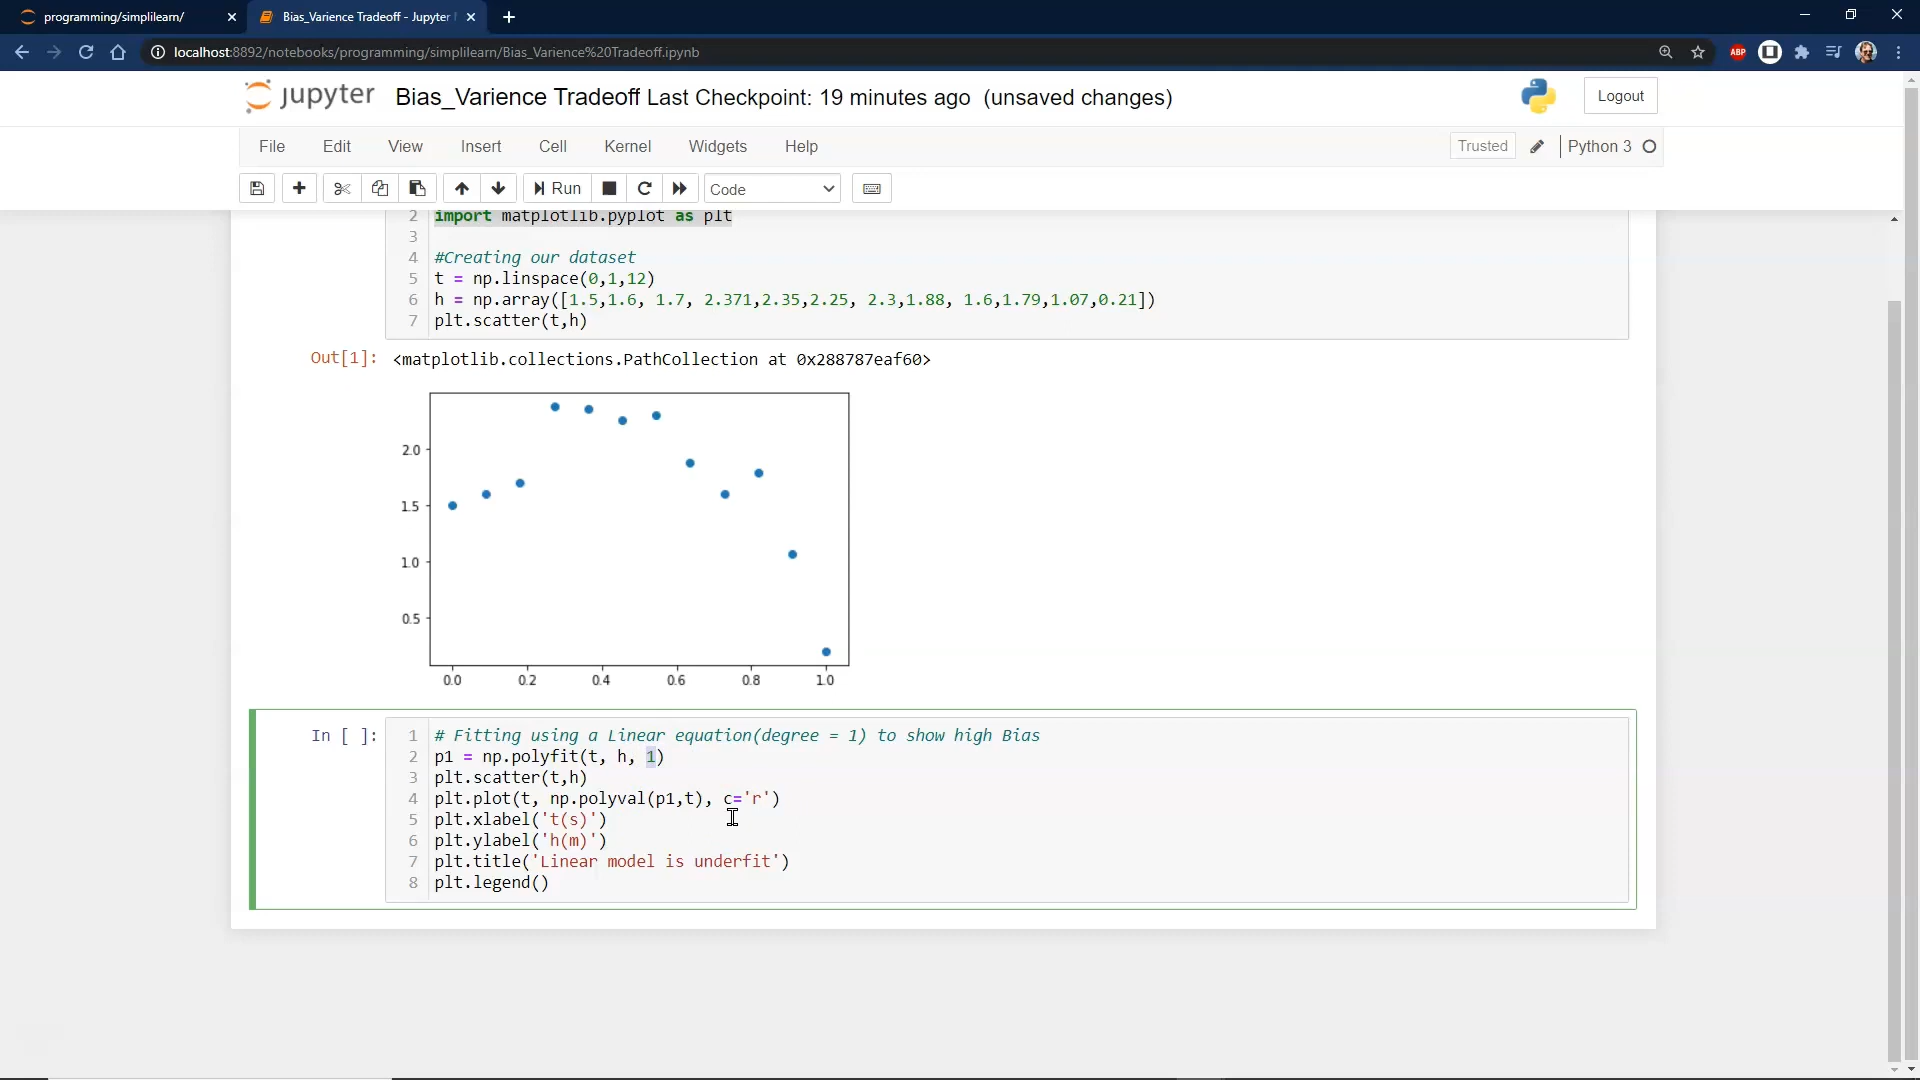 programming/simplilearn/
Bias_Varience Tradeoff - Jupyter
localhost:8892/notebooks/programming/simplilearn/Bias_Varience%20Tradeoff.ipynb
ABP
jupyter Bias_Varience Tradeoff Last Checkpoint: 19 minutes ago (unsaved changes)
Logout
File Edit View Insert Cell Kernel Widgets Help
Trusted
Python 3
Run
Code
2 import matplotlib.pyplot as plt
3
4 #Creating our dataset
5 t = np.linspace(0,1,12)
6 h = np.array([1.5,1.6, 1.7, 2.371,2.35,2.25, 2.3,1.88, 1.6,1.79,1.07,0.21])
7 plt.scatter(t,h)
Out[1]: <matplotlib.collections.PathCollection at 0x288787eaf60>
2.0
1.5
1.0
0.5
0.0 0.2 0.4 0.6 0.8 1.0
In [ ]: 1 # Fitting using a Linear equation(degree = 1) to show high Bias
2 p1 = np.polyfit(t, h, 1)
3 plt.scatter(t,h)
4 plt.plot(t, np.polyval(p1,t), c='r')
5 plt.xlabel('t(s)')
6 plt.ylabel('h(m)')
7 plt.title('Linear model is underfit')
8 plt.legend()